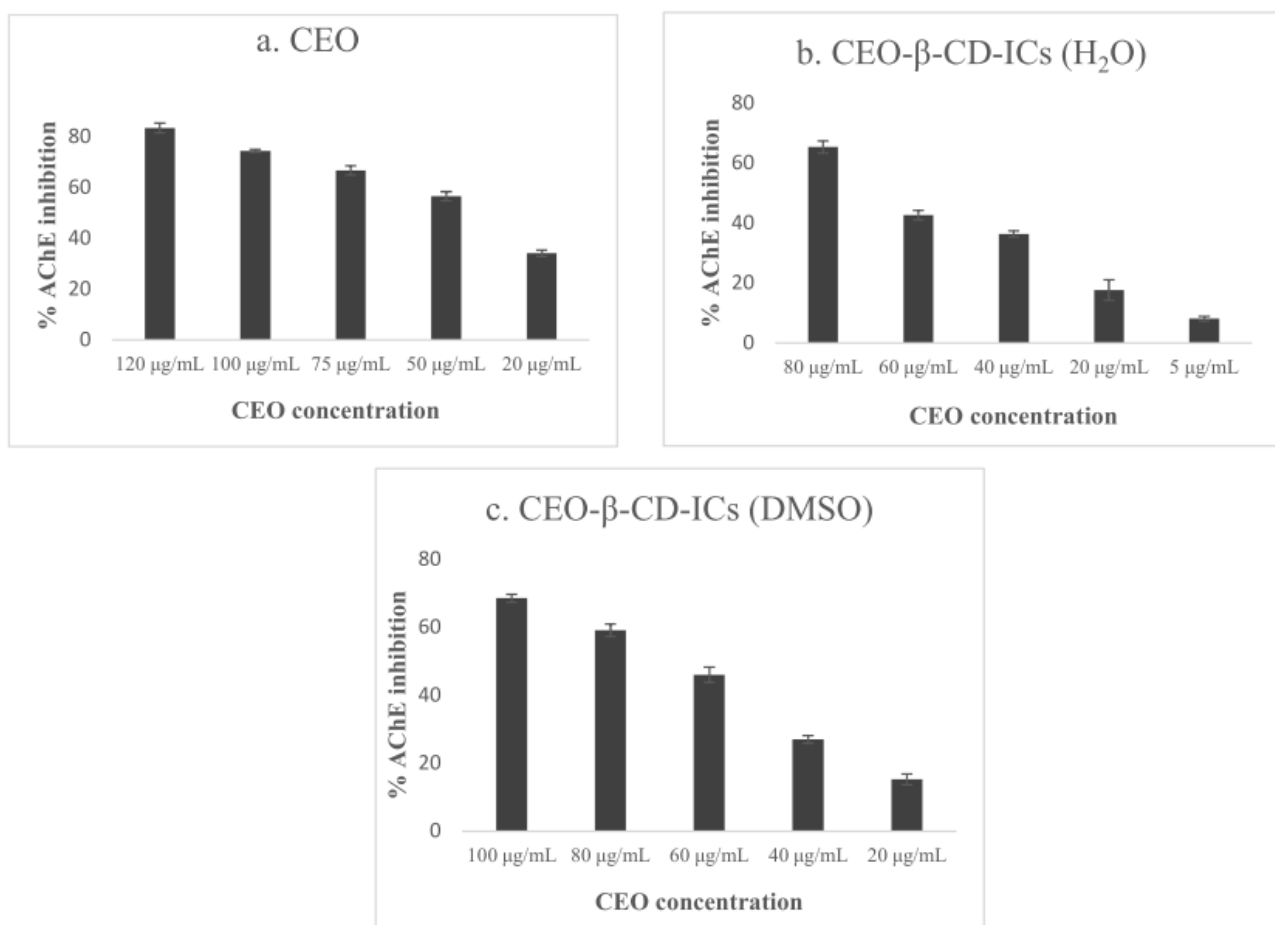 a. CEO
% AChE inhibition
80
60
40
20
0
120 μg/mL 100 μg/mL 75 μg/mL 50 μg/mL 20 μg/mL
CEO concentration
b. CEO-β-CD-ICs (H₂O)
% AChE inhibition
80
60
40
20
0
80 μg/mL 60 μg/mL 40 μg/mL 20 μg/mL 5 μg/mL
CEO concentration
c. CEO-β-CD-ICs (DMSO)
% AChE inhibition
80
60
40
20
0
100 μg/mL 80 μg/mL 60 μg/mL 40 μg/mL 20 μg/mL
CEO concentration